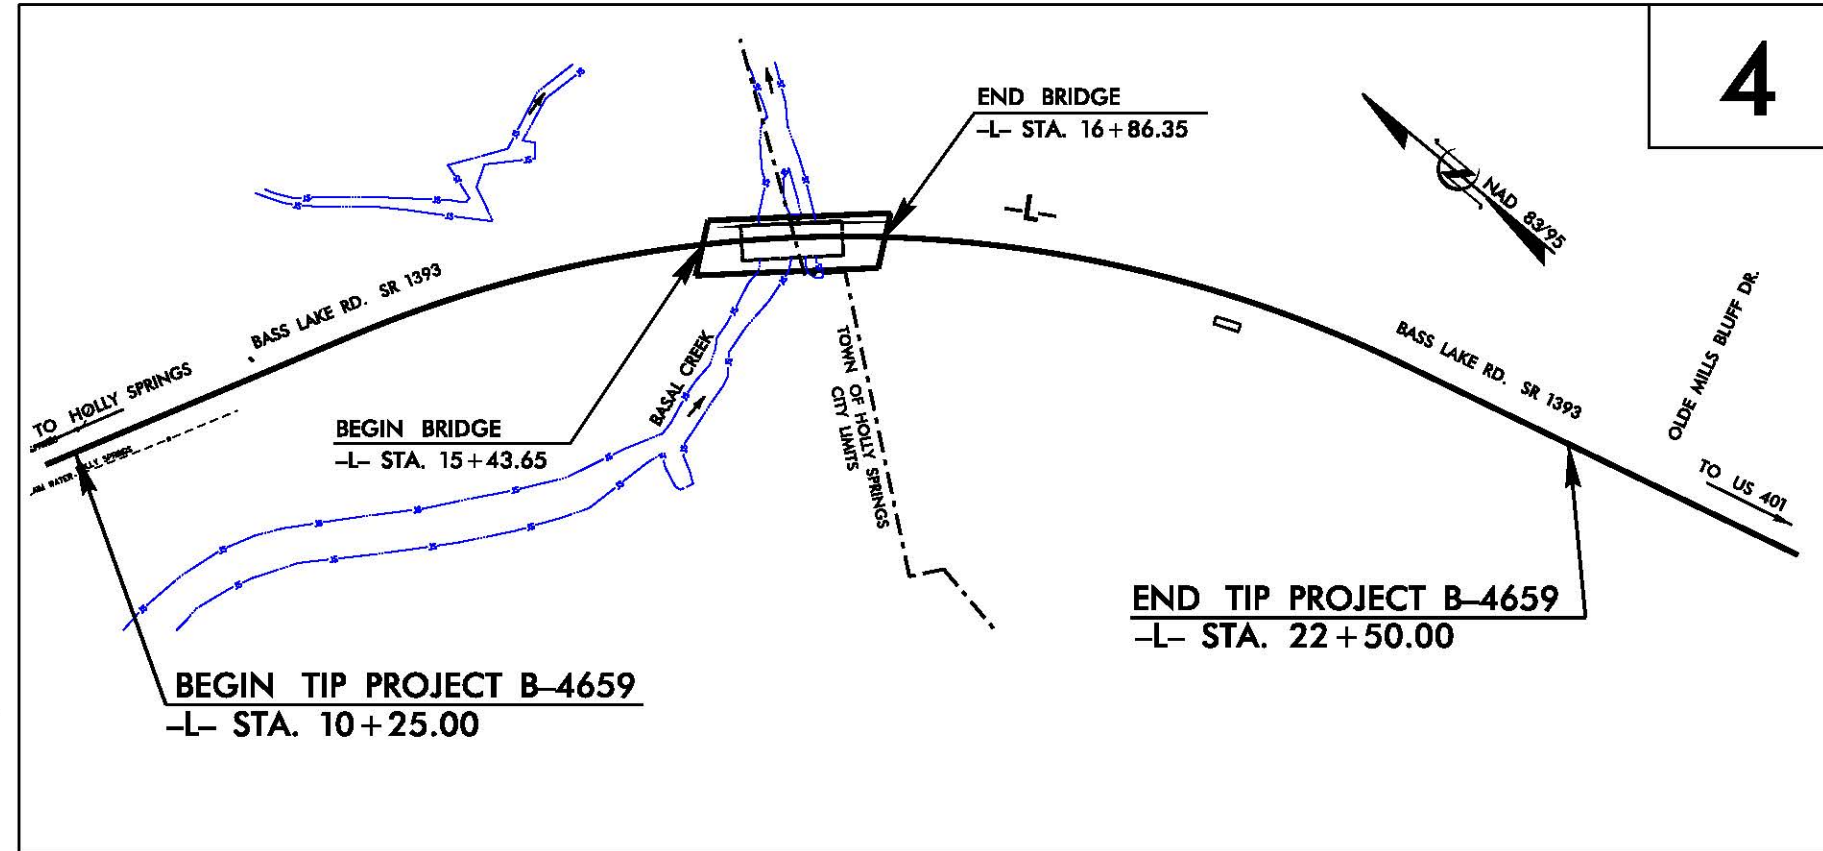 4
END BRIDGE
-L- STA. 16+86.35
-L-
NAD 83/95
BASS LAKE RD. SR 1393
TO HOLLY SPRINGS
BEGIN BRIDGE
-L- STA. 15+43.65
BASAL CREEK
TOWN OF HOLLY SPRINGS
CITY LIMITS
BASS LAKE RD. SR 1393
OLDE MILLS BLUFF DR.
TO US 401
END TIP PROJECT B-4659
-L- STA. 22+50.00
BEGIN TIP PROJECT B-4659
-L- STA. 10+25.00